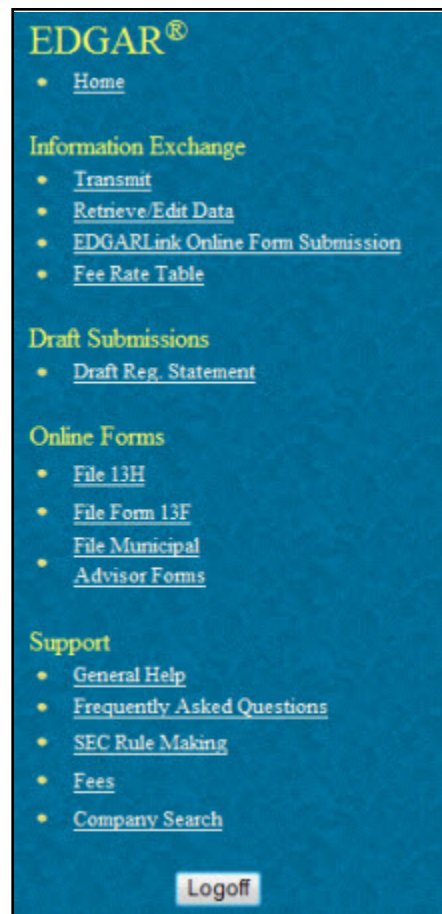 EDGAR®
Home
Information Exchange
Transmit
Retrieve/Edit Data
EDGARLink Online Form Submission
Fee Rate Table
Draft Submissions
Draft Reg. Statement
Online Forms
File 13H
File Form 13F
File Municipal
Advisor Forms
Support
General Help
Frequently Asked Questions
SEC Rule Making
Fees
Company Search
Logoff